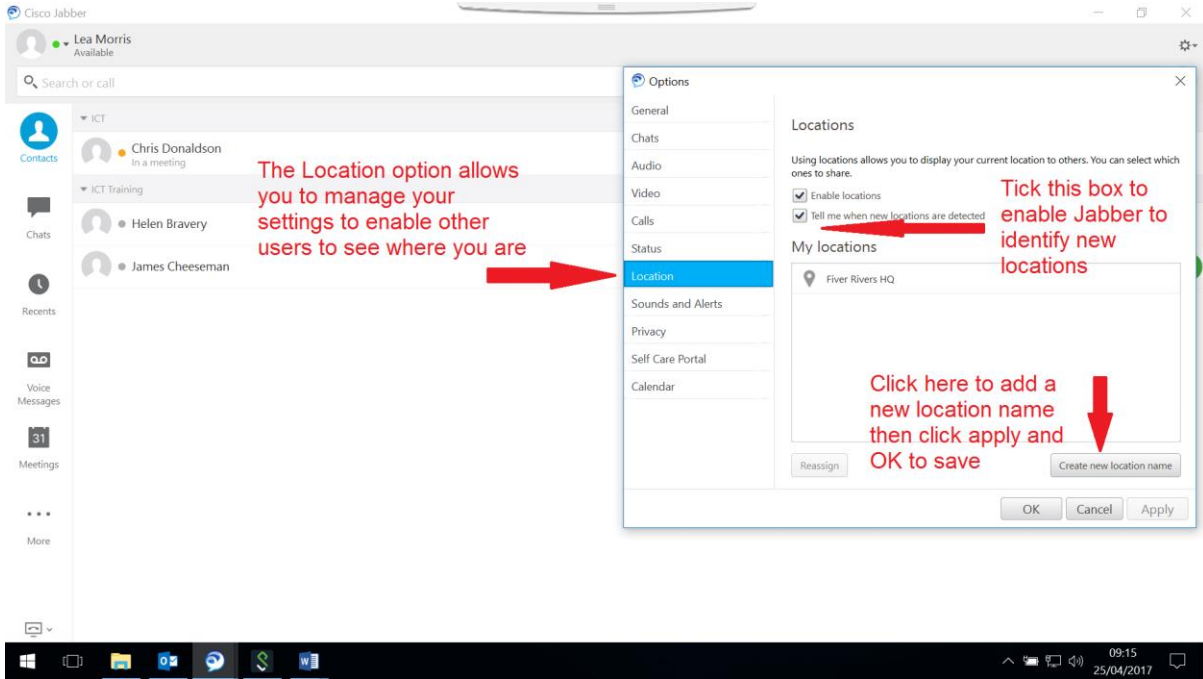 Cisco Jabber
Lea Morris
Available
Search or call
Contacts
Chats
Recents
Voice
Messages
31
Meetings
More
ICT
Chris Donaldson
In a meeting
ICT Training
Helen Bravery
James Cheeseman
The Location option allows
you to manage your
settings to enable other
users to see where you are
Options
General
Chats
Audio
Video
Calls
Status
Location
Sounds and Alerts
Privacy
Self Care Portal
Calendar
Locations
Using locations allows you to display your current location to others. You can select which
ones to share.
Enable locations
Tell me when new locations are detected
Tick this box to
enable Jabber to
identify new
locations
My locations
Fiver Rivers HQ
Click here to add a
new location name
then click apply and
OK to save
Reassign
Create new location name
OK
Cancel
Apply
09:15
25/04/2017